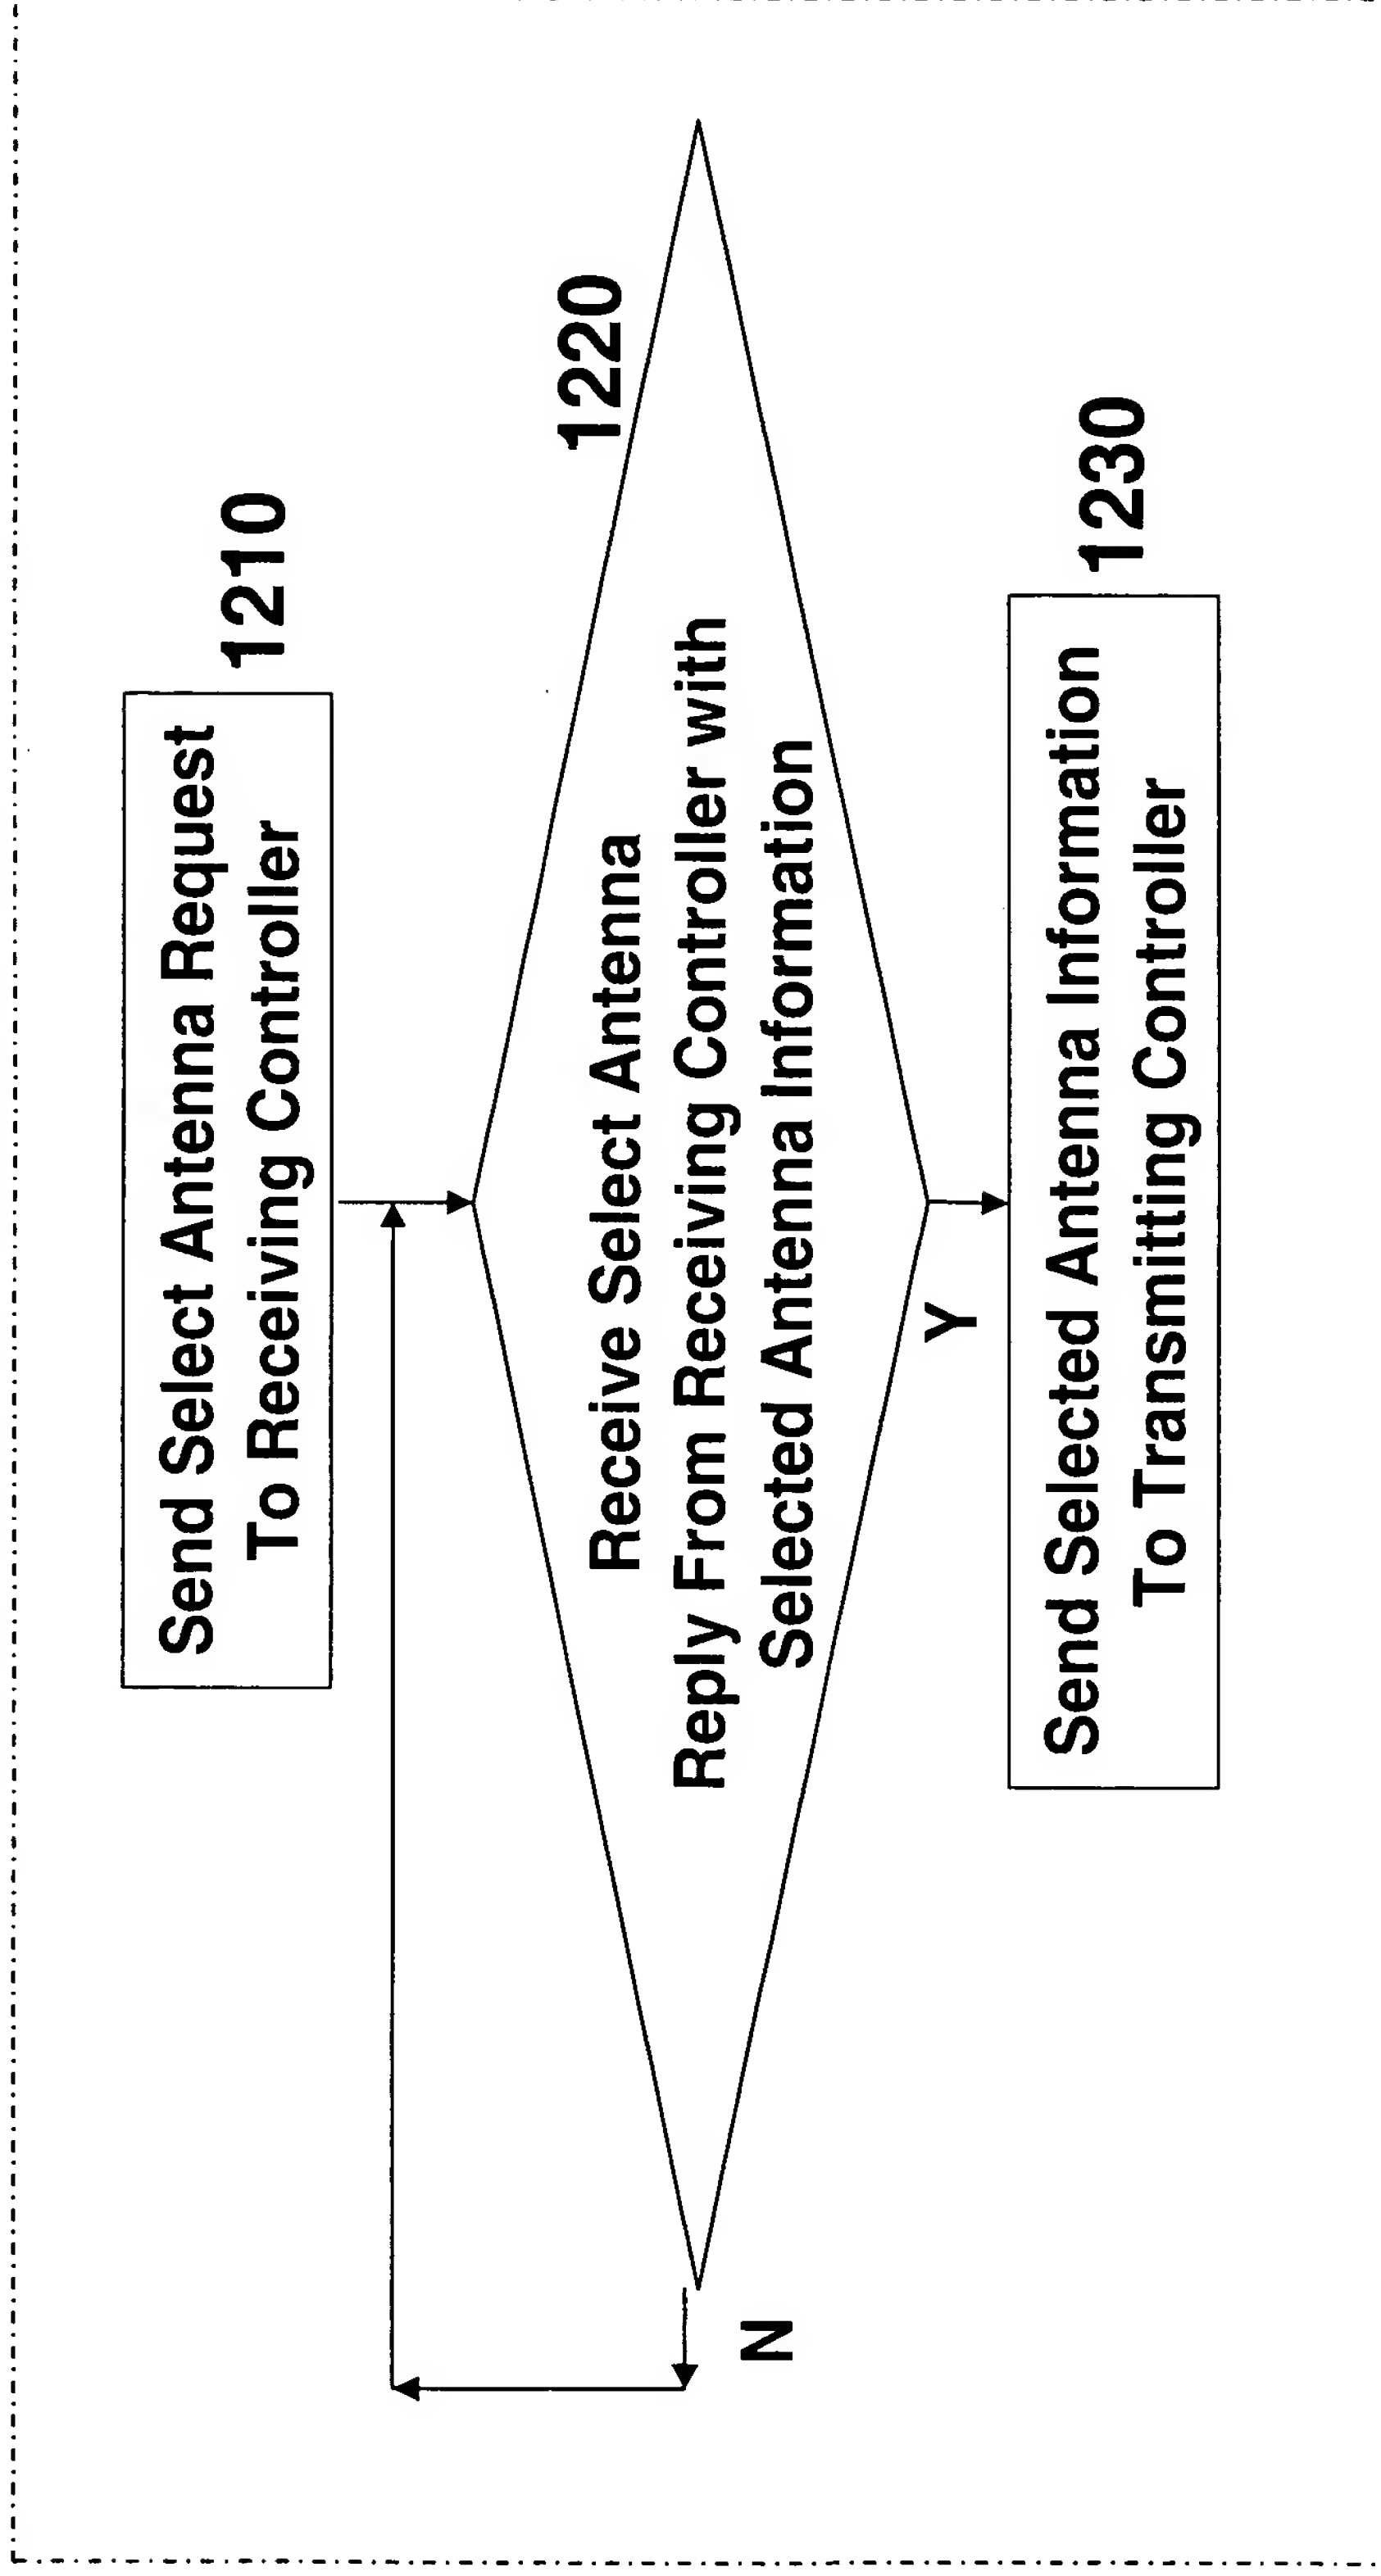 Send Select Antenna Request
To Receiving Controller
1210
1220
Receive Select Antenna
Reply From Receiving Controller with
Selected Antenna Information
N
Y
Send Selected Antenna Information
To Transmitting Controller
1230